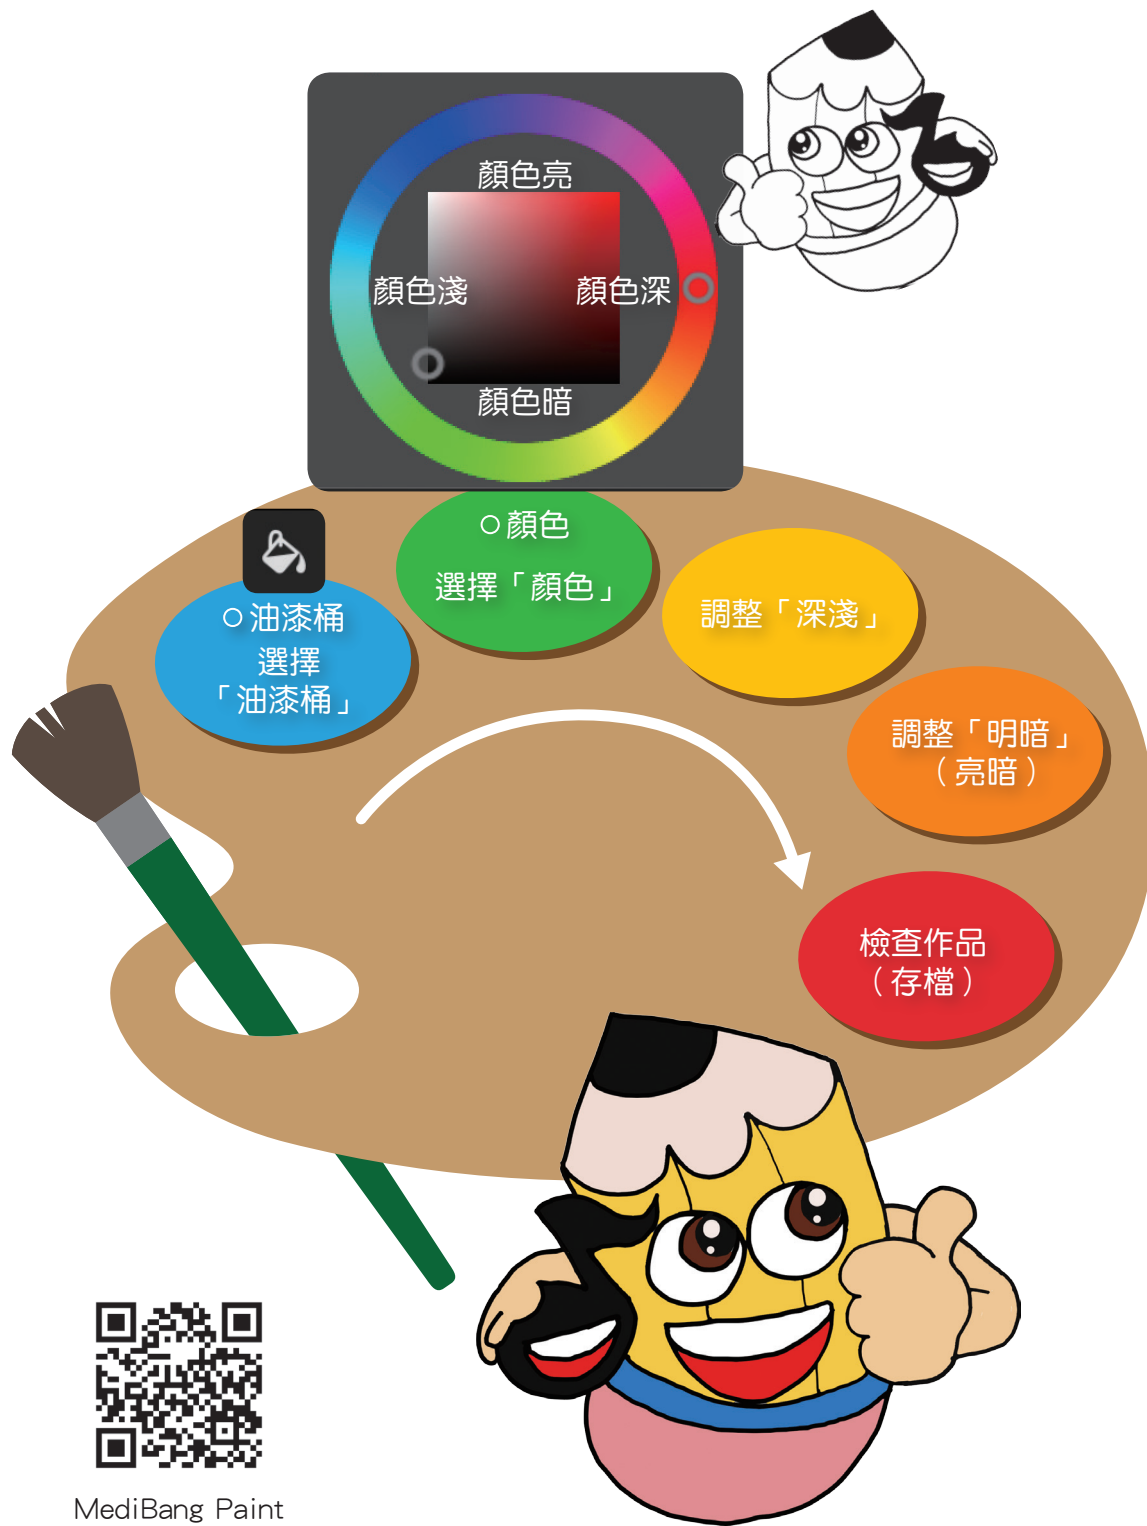 顏色亮
顏色淺
顏色深
顏色暗
○油漆桶
選擇
「油漆桶」
○顏色
選擇「顏色」
調整「深淺」
調整「明暗」
（亮暗）
檢查作品
（存檔）
MediBang Paint